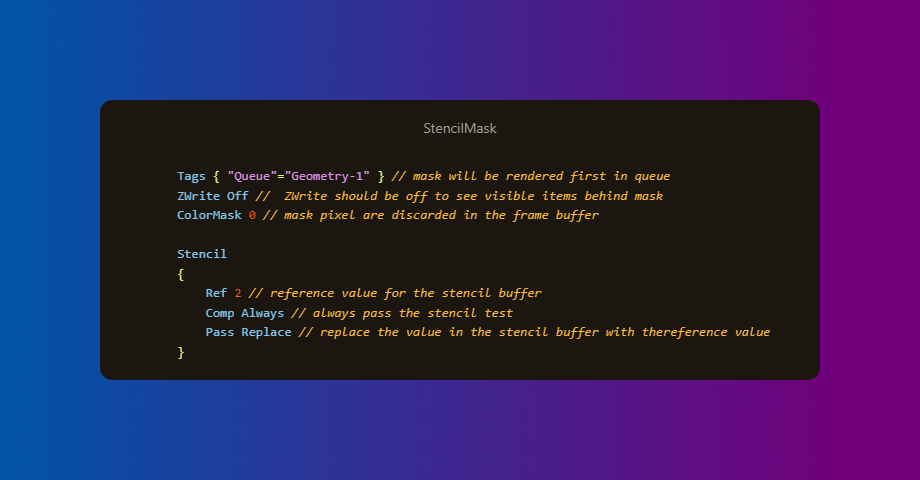 StencilMask
Tags { "Queue"="Geometry-1" } // mask will be rendered first in queue
ZWrite Off //  ZWrite should be off to see visible items behind mask
ColorMask 0 // mask pixel are discarded in the frame buffer
Stencil
{
Ref 2 // reference value for the stencil buffer
Comp Always // always pass the stencil test
Pass Replace // replace the value in the stencil buffer with thereference value
}